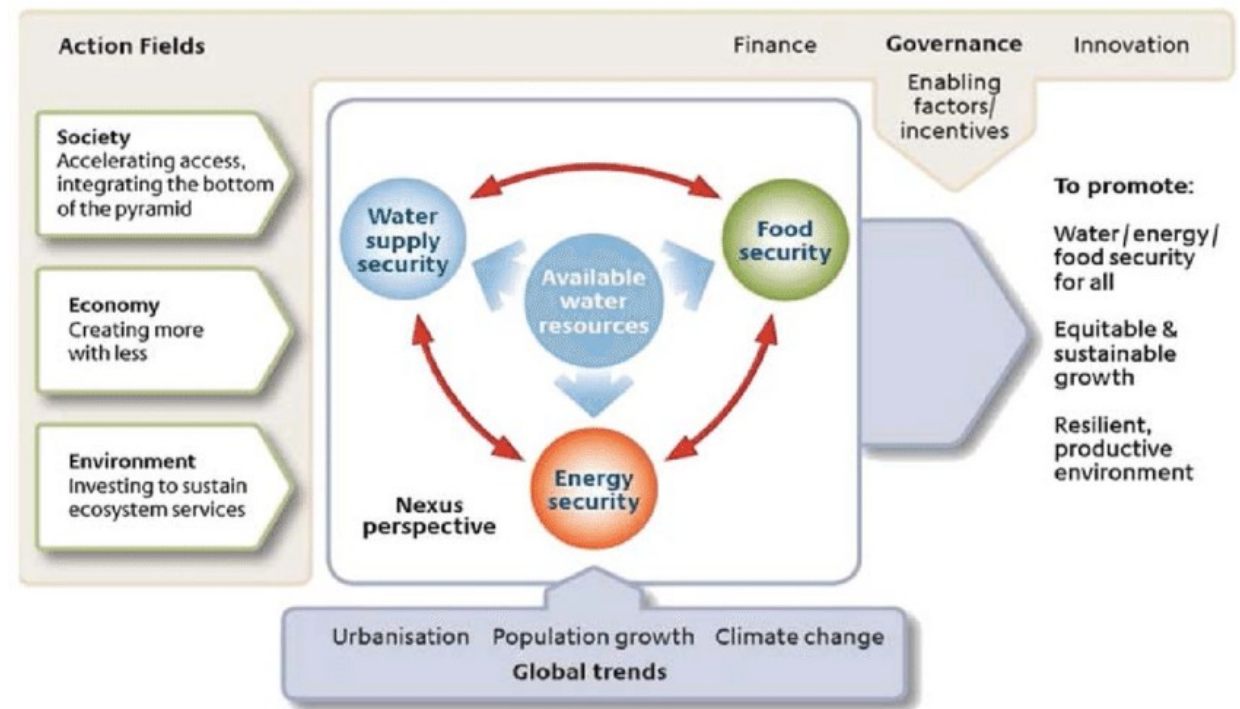 Action Fields
Finance
Governance
Innovation
Enabling
factors/
incentives
Society
Accelerating access,
integrating the bottom
of the pyramid
Economy
Creating more
with less
Environment
Investing to sustain
ecosystem services
Water
supply
security
Food
security
Available
water
resources
Energy
security
Nexus
perspective
To promote:
Water/energy/
food security
for all
Equitable &
sustainable
growth
Resilient,
productive
environment
Urbanisation Population growth Climate change
Global trends